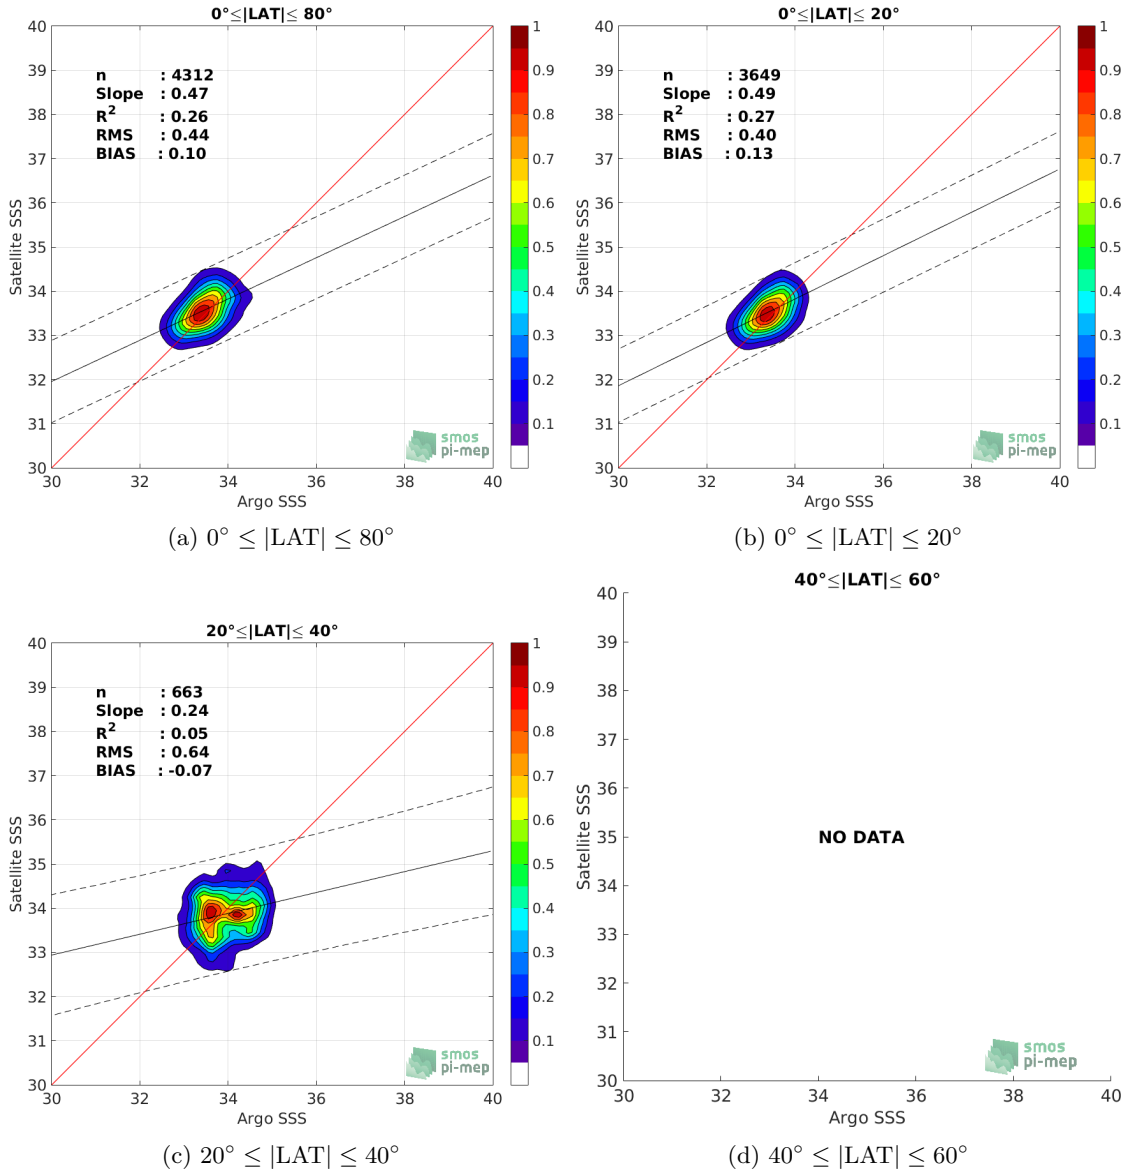 0°≤|LAT|≤ 80°
n : 4312
Slope : 0.47
R² : 0.26
RMS : 0.44
BIAS : 0.10
40
39
38
37
36
35
34
33
32
31
30
Satellite SSS
30 32 34 36 38 40
Argo SSS
1
0.9
0.8
0.7
0.6
0.5
0.4
0.3
0.2
0.1
smos
pi-mep
(a) 0° ≤ |LAT| ≤ 80°
0°≤|LAT|≤ 20°
n : 3649
Slope : 0.49
R² : 0.27
RMS : 0.40
BIAS : 0.13
40
39
38
37
36
35
34
33
32
31
30
Satellite SSS
30 32 34 36 38 40
Argo SSS
1
0.9
0.8
0.7
0.6
0.5
0.4
0.3
0.2
0.1
smos
pi-mep
(b) 0° ≤ |LAT| ≤ 20°
20°≤|LAT|≤ 40°
n : 663
Slope : 0.24
R² : 0.05
RMS : 0.64
BIAS : -0.07
40
39
38
37
36
35
34
33
32
31
30
Satellite SSS
30 32 34 36 38 40
Argo SSS
1
0.9
0.8
0.7
0.6
0.5
0.4
0.3
0.2
0.1
smos
pi-mep
(c) 20° ≤ |LAT| ≤ 40°
40°≤|LAT|≤ 60°
40
39
38
37
36
35
34
33
32
31
30
Satellite SSS
NO DATA
30 32 34 36 38 40
Argo SSS
smos
pi-mep
(d) 40° ≤ |LAT| ≤ 60°